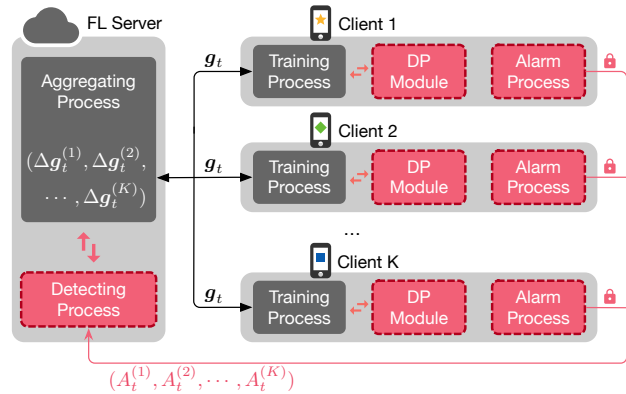 FL Server
Aggregating
Process
(Δg_t^{(1)}, Δg_t^{(2)},
⋯, Δg_t^{(K)})
Detecting
Process
Client 1
g_t
Training
Process
DP
Module
Alarm
Process
Client 2
g_t
Training
Process
DP
Module
Alarm
Process
...
Client K
g_t
Training
Process
DP
Module
Alarm
Process
(A_t^{(1)}, A_t^{(2)}, ⋯, A_t^{(K)})